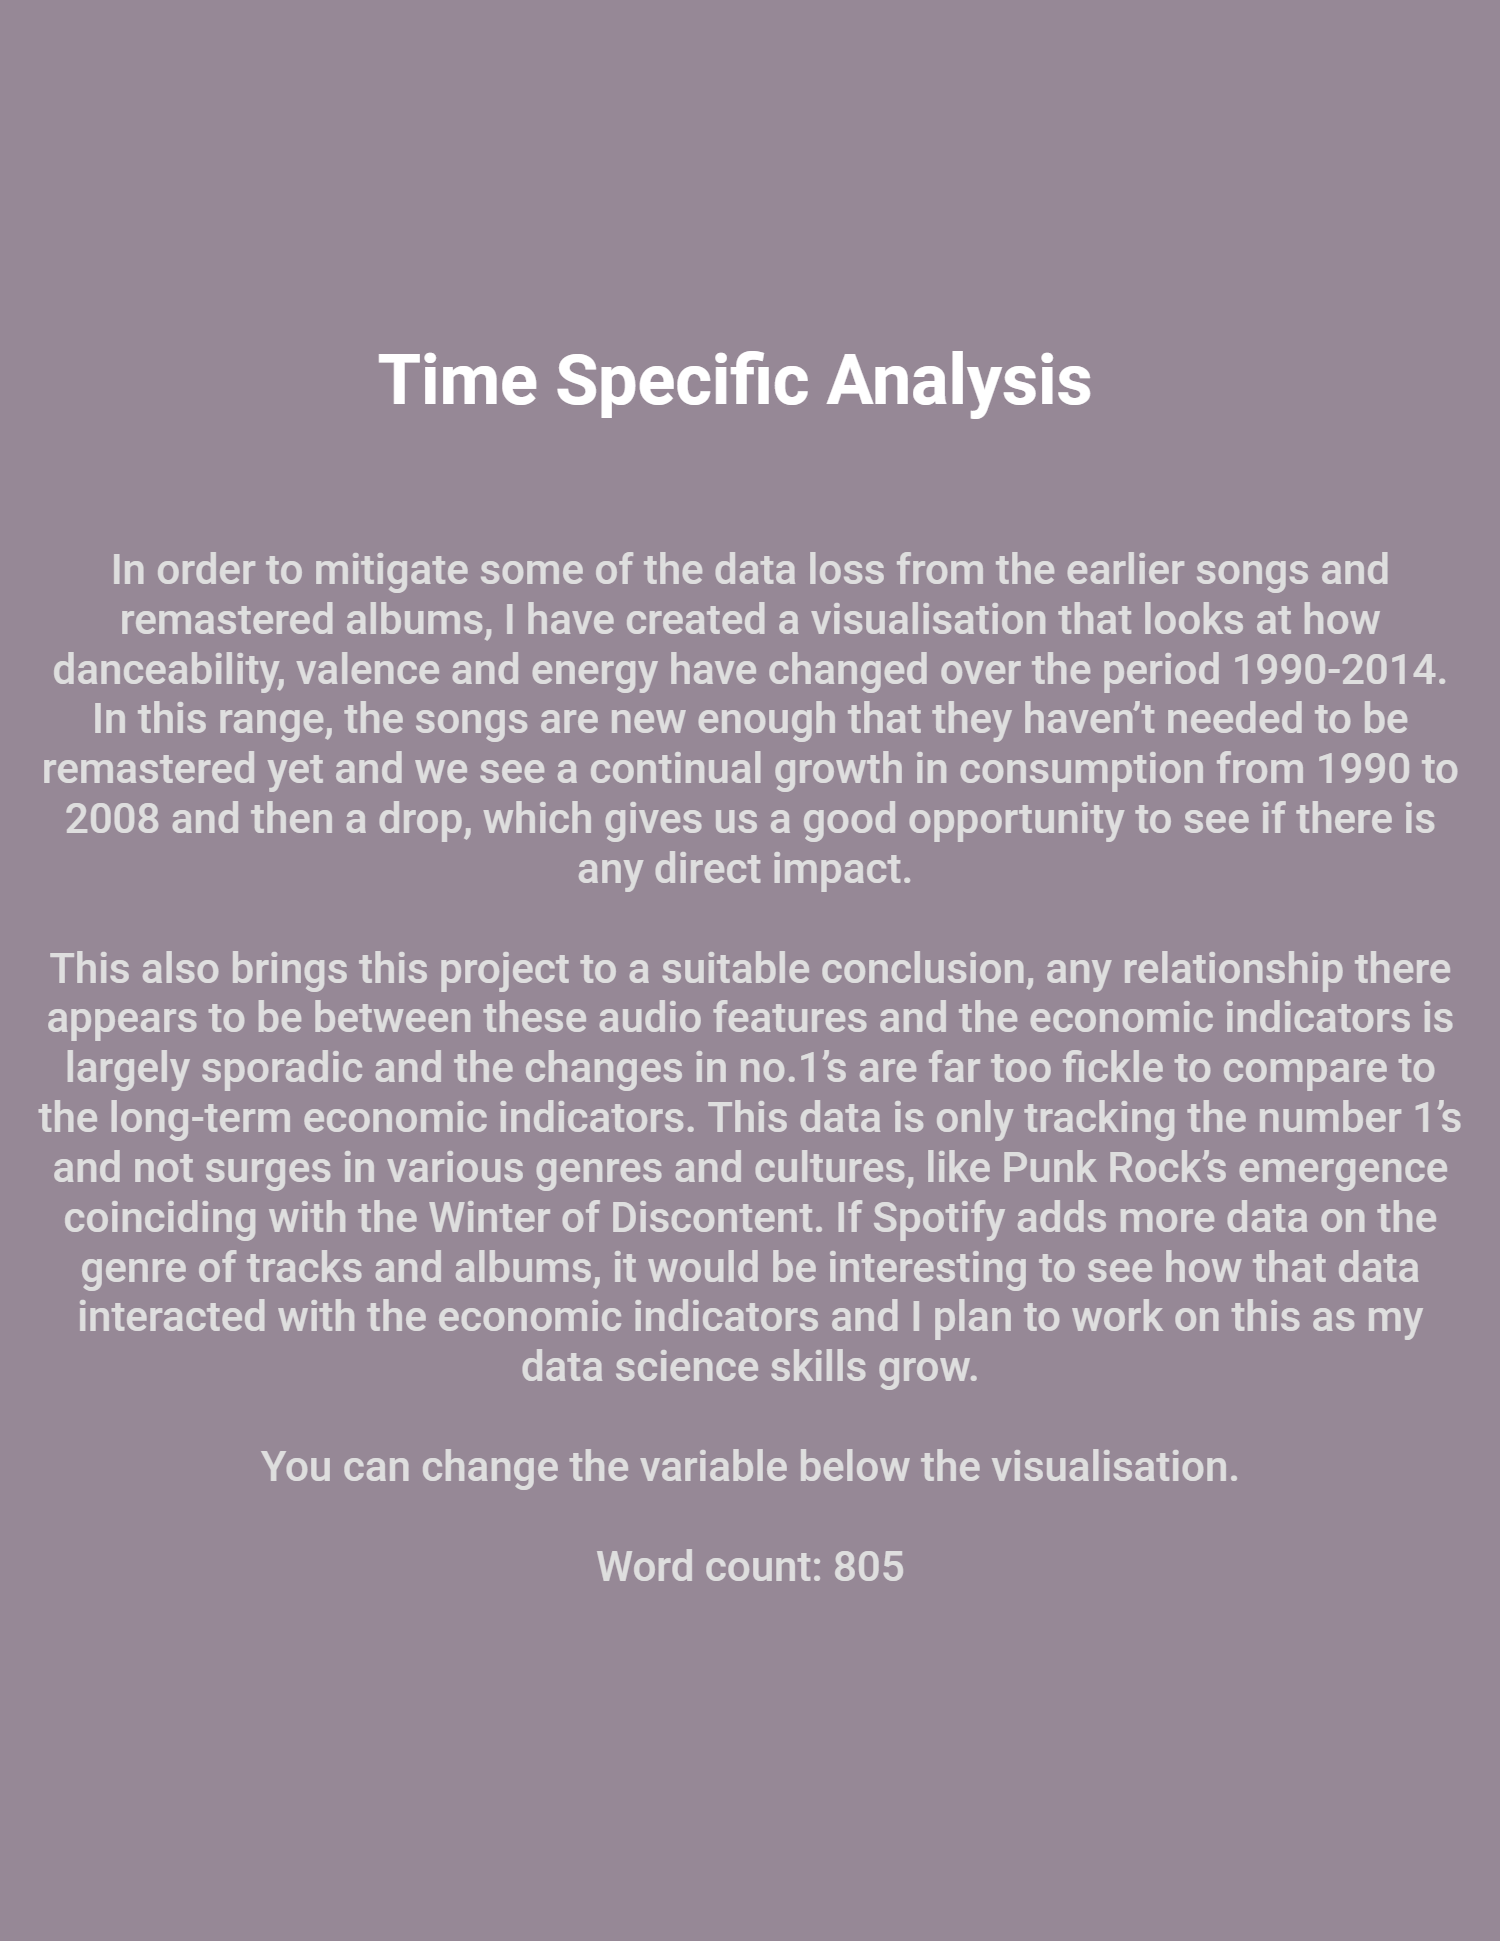 Time Specific Analysis
In order to mitigate some of the data loss from the earlier songs and
remastered albums, I have created a visualisation that looks at how
danceability, valence and energy have changed over the period 1990-2014.
In this range, the songs are new enough that they haven’t needed to be
remastered yet and we see a continual growth in consumption from 1990 to
2008 and then a drop, which gives us a good opportunity to see if there is
any direct impact.
This also brings this project to a suitable conclusion, any relationship there
appears to be between these audio features and the economic indicators is
largely sporadic and the changes in no.1’s are far too fickle to compare to
the long-term economic indicators. This data is only tracking the number 1’s
and not surges in various genres and cultures, like Punk Rock’s emergence
coinciding with the Winter of Discontent. If Spotify adds more data on the
genre of tracks and albums, it would be interesting to see how that data
interacted with the economic indicators and I plan to work on this as my
data science skills grow.
You can change the variable below the visualisation.
Word count: 805